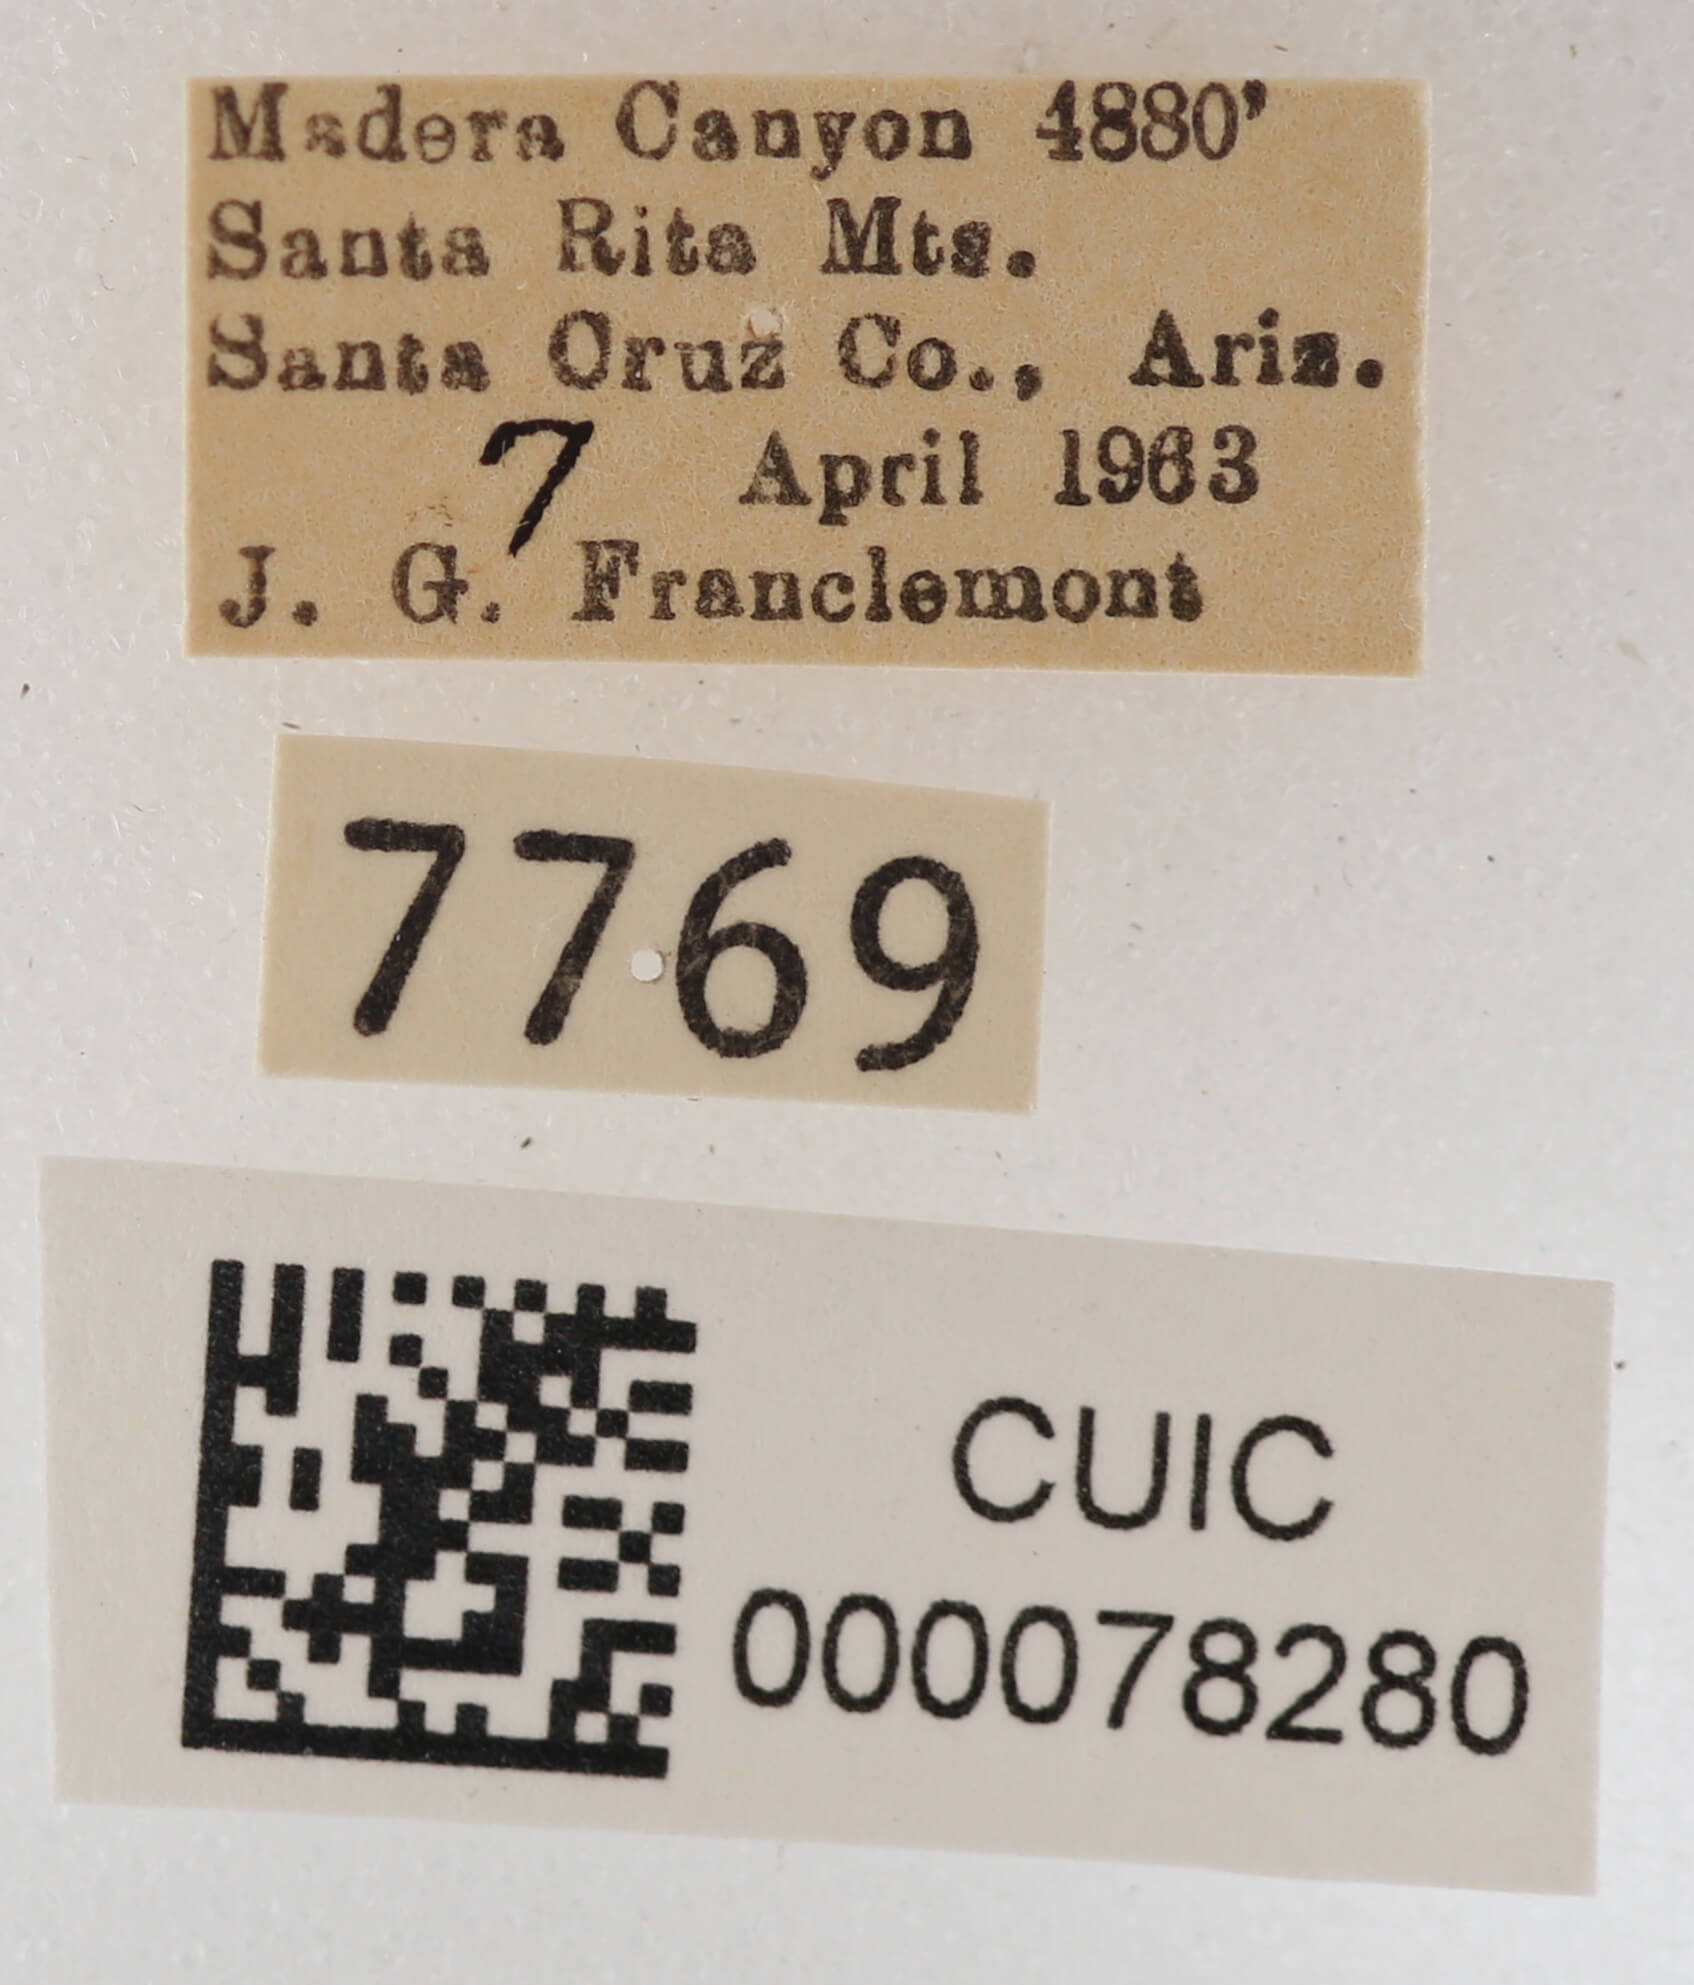 Madera Canyon 4880'
Santa Rita Mts.
Santa Cruz Co., Ariz.
7 April 1963
J. G. Franclemont
7769
CUIC
000078280